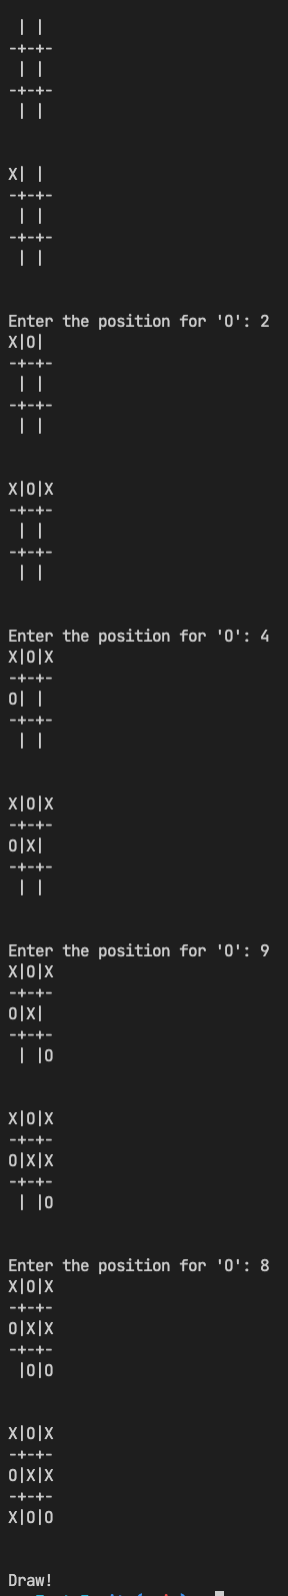 | |
-+-+-
 | |
-+-+-
 | |
X| |
-+-+-
 | |
-+-+-
 | |
Enter the position for 'O': 2
X|O|
-+-+-
 | |
-+-+-
 | |
X|O|X
-+-+-
 | |
-+-+-
 | |
Enter the position for 'O': 4
X|O|X
-+-+-
O| |
-+-+-
 | |
X|O|X
-+-+-
O|X|
-+-+-
 | |
Enter the position for 'O': 9
X|O|X
-+-+-
O|X|
-+-+-
 | |O
X|O|X
-+-+-
O|X|X
-+-+-
 | |O
Enter the position for 'O': 8
X|O|X
-+-+-
O|X|X
-+-+-
 |O|O
X|O|X
-+-+-
O|X|X
-+-+-
X|O|O
Draw!